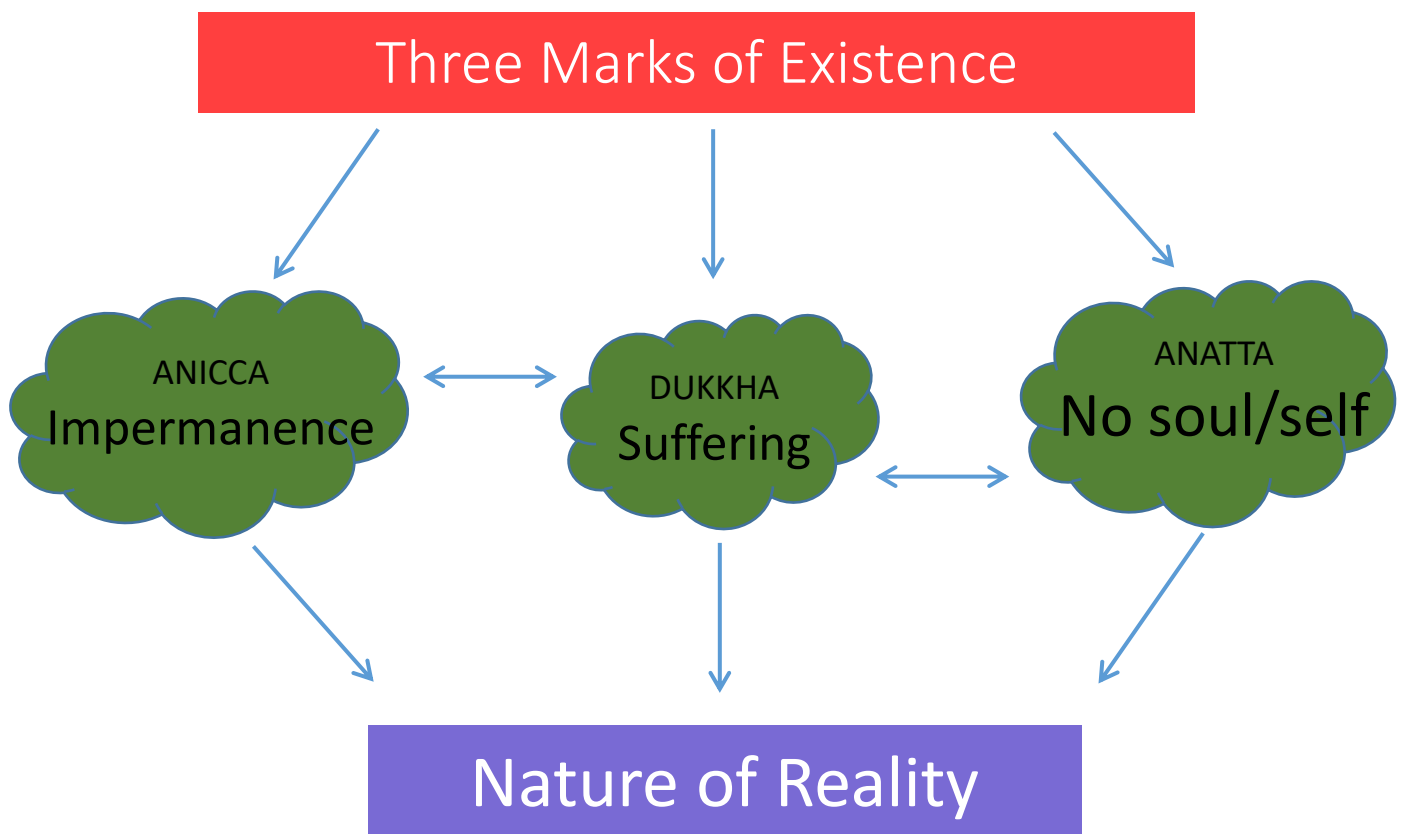 Three Marks of Existence
ANICCA
Impermanence
DUKKHA
Suffering
ANATTA
No soul/self
Nature of Reality